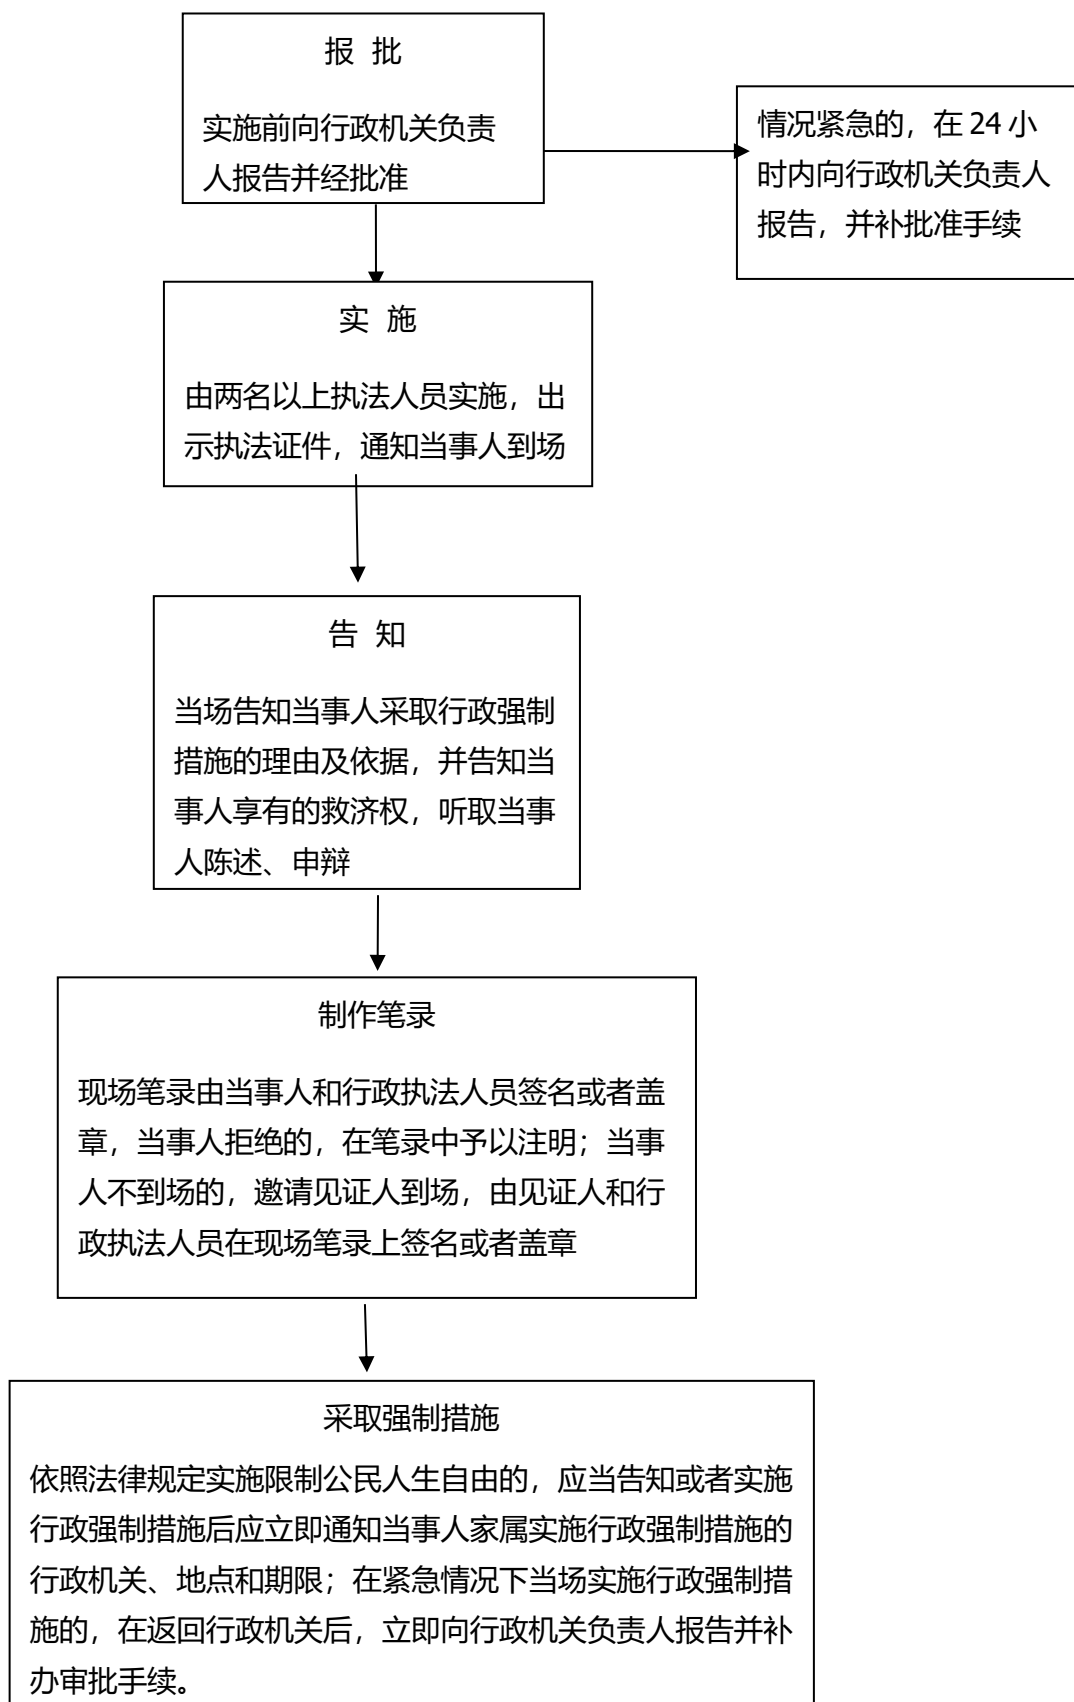 报 批
实施前向行政机关负责
人报告并经批准
情况紧急的，在 24 小
时内向行政机关负责人
报告，并补批准手续
实 施
由两名以上执法人员实施，出
示执法证件，通知当事人到场
告 知
当场告知当事人采取行政强制
措施的理由及依据，并告知当
事人享有的救济权，听取当事
人陈述、申辩
制作笔录
现场笔录由当事人和行政执法人员签名或者盖
章，当事人拒绝的，在笔录中予以注明；当事
人不到场的，邀请见证人到场，由见证人和行
政执法人员在现场笔录上签名或者盖章
采取强制措施
依照法律规定实施限制公民人生自由的，应当告知或者实施
行政强制措施后应立即通知当事人家属实施行政强制措施的
行政机关、地点和期限；在紧急情况下当场实施行政强制措
施的，在返回行政机关后，立即向行政机关负责人报告并补
办审批手续。